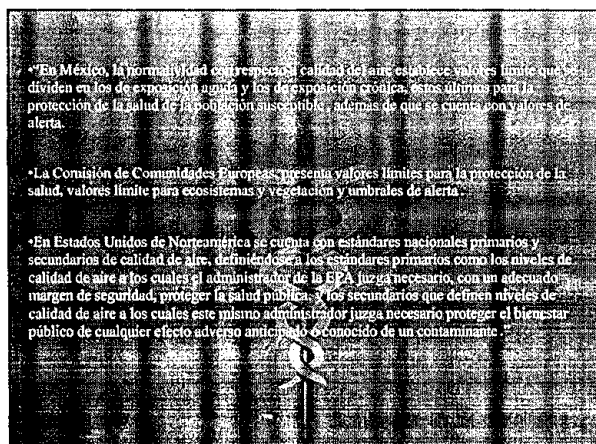 •"En México, la normatividad con respecto a calidad del aire establece valores límite que se
dividen en los de exposición aguda y los de exposición crónica, estos últimos para la
protección de la salud de la población susceptible, además de que se cuenta con valores de
alerta.
•La Comisión de Comunidades Europeas, presenta valores límites para la protección de la
salud, valores límite para ecosistemas y vegetación y umbrales de alerta.
•En Estados Unidos de Norteamérica se cuenta con estándares nacionales primarios y
secundarios de calidad de aire, definiéndose a los estándares primarios como los niveles de
calidad de aire a los cuales el administrador de la EPA juzga necesario, con un adecuado
margen de seguridad, proteger la salud pública, y los secundarios que definen niveles de
calidad de aire a los cuales este mismo administrador juzga necesario proteger el bienestar
público de cualquier efecto adverso anticipado o conocido de un contaminante."